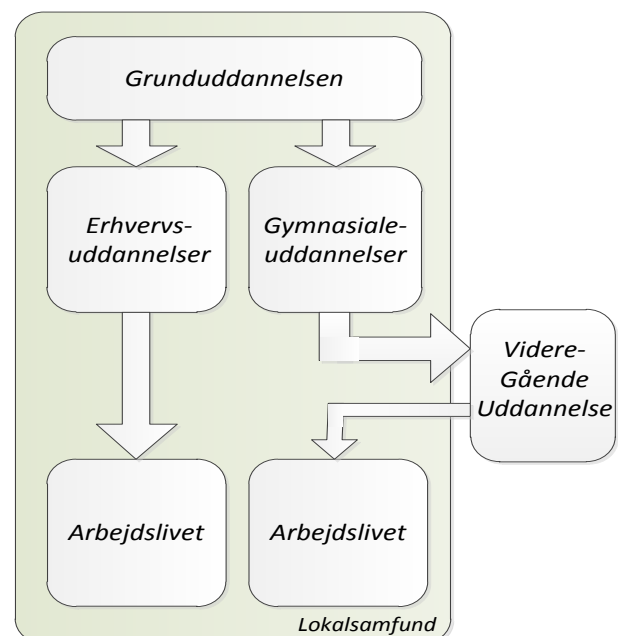 Grunduddannelsen
Erhvervs-
uddannelser
Gymnasiale-
uddannelser
Videre-
Gående
Uddannelse
Arbejdslivet
Arbejdslivet
Lokalsamfund